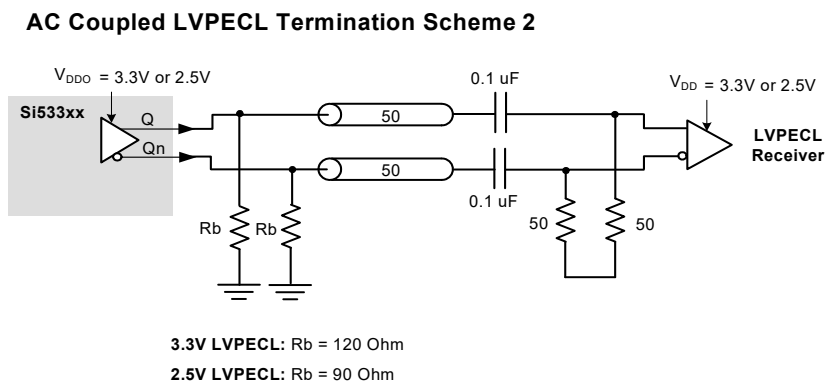 AC Coupled LVPECL Termination Scheme 2
V_DDO = 3.3V or 2.5V
0.1 uF
V_DD = 3.3V or 2.5V
Si533xx
Q
50
LVPECL
Receiver
Qn
50
0.1 uF
Rb
Rb
50
50
3.3V LVPECL: Rb = 120 Ohm
2.5V LVPECL: Rb = 90 Ohm